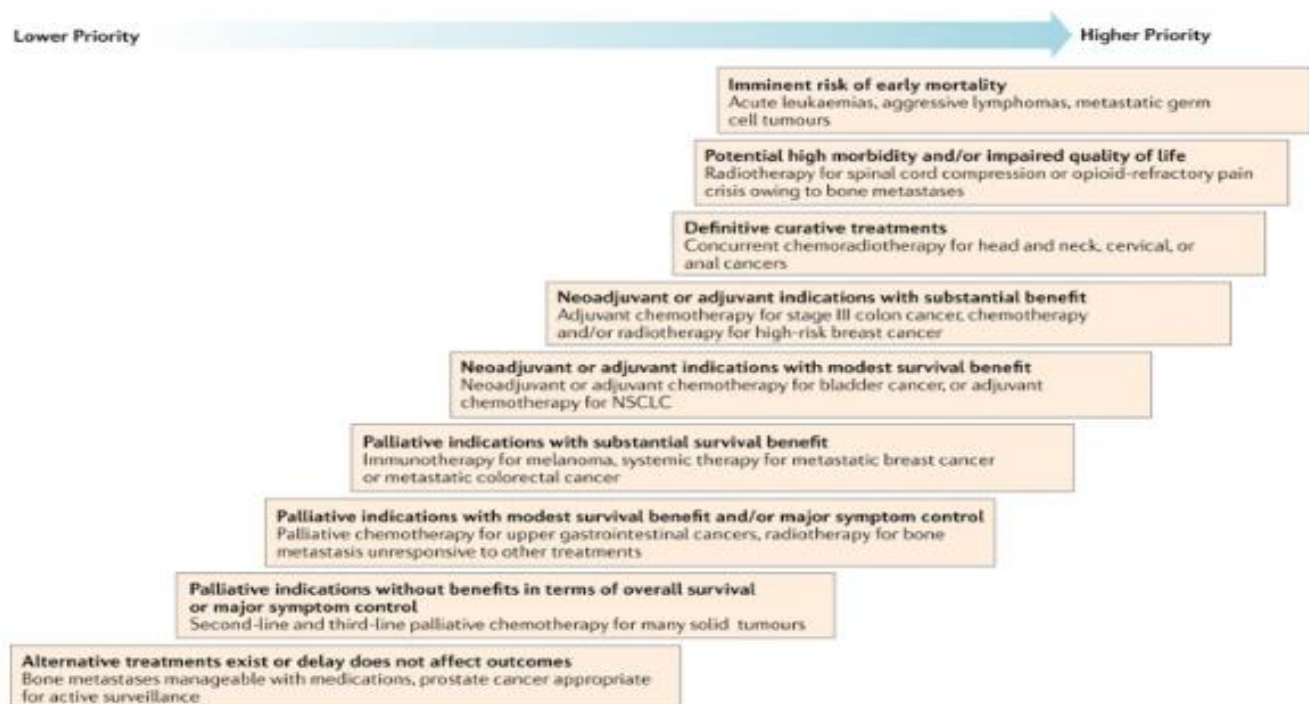 Lower Priority
Higher Priority
Imminent risk of early mortality
Acute leukaemias, aggressive lymphomas, metastatic germ
cell tumours
Potential high morbidity and/or impaired quality of life
Radiotherapy for spinal cord compression or opioid-refractory pain
crisis owing to bone metastases
Definitive curative treatments
Concurrent chemoradiotherapy for head and neck, cervical, or
anal cancers
Neoadjuvant or adjuvant indications with substantial benefit
Adjuvant chemotherapy for stage III colon cancer, chemotherapy
and/or radiotherapy for high-risk breast cancer
Neoadjuvant or adjuvant indications with modest survival benefit
Neoadjuvant or adjuvant chemotherapy for bladder cancer, or adjuvant
chemotherapy for NSCLC
Palliative indications with substantial survival benefit
Immunotherapy for melanoma, systemic therapy for metastatic breast cancer
or metastatic colorectal cancer
Palliative indications with modest survival benefit and/or major symptom control
Palliative chemotherapy for upper gastrointestinal cancers, radiotherapy for bone
metastasis unresponsive to other treatments
Palliative indications without benefits in terms of overall survival
or major symptom control
Second-line and third-line palliative chemotherapy for many solid tumours
Alternative treatments exist or delay does not affect outcomes
Bone metastases manageable with medications, prostate cancer appropriate
for active surveillance